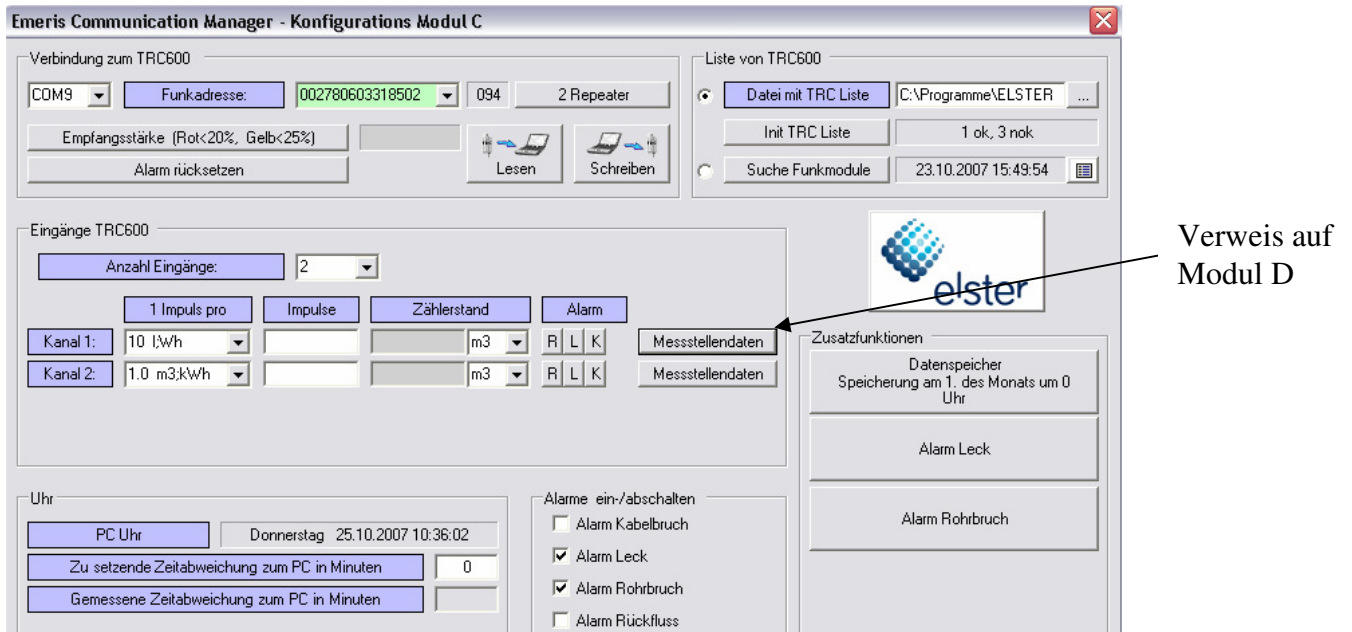 Emeris Communication Manager - Konfigurations Modul C
Verbindung zum TRC600
COM9 Funkadresse: 002780603318502 094 2 Repeater
Empfangsstärke (Rot<20%, Gelb<25%)
Alarm rücksetzen
Lesen Schreiben
Liste von TRC600
Datei mit TRC Liste C:\Programme\ELSTER ...
Init TRC Liste 1 ok, 3 nok
Suche Funkmodule 23.10.2007 15:49:54
Eingänge TRC600
Anzahl Eingänge: 2
1 Impuls pro Impulse Zählerstand Alarm
Kanal 1: 10 l;Wh m3 R L K Messstellendaten
Kanal 2: 1.0 m3;kWh m3 R L K Messstellendaten
elster
Verweis auf
Modul D
Zusatzfunktionen
Datenspeicher
Speicherung am 1. des Monats um 0
Uhr
Alarm Leck
Alarm Rohrbruch
Uhr
PC Uhr Donnerstag 25.10.2007 10:36:02
Zu setzende Zeitabweichung zum PC in Minuten 0
Gemessene Zeitabweichung zum PC in Minuten
Alarme ein-/abschalten
Alarm Kabelbruch
Alarm Leck
Alarm Rohrbruch
Alarm Rückfluss